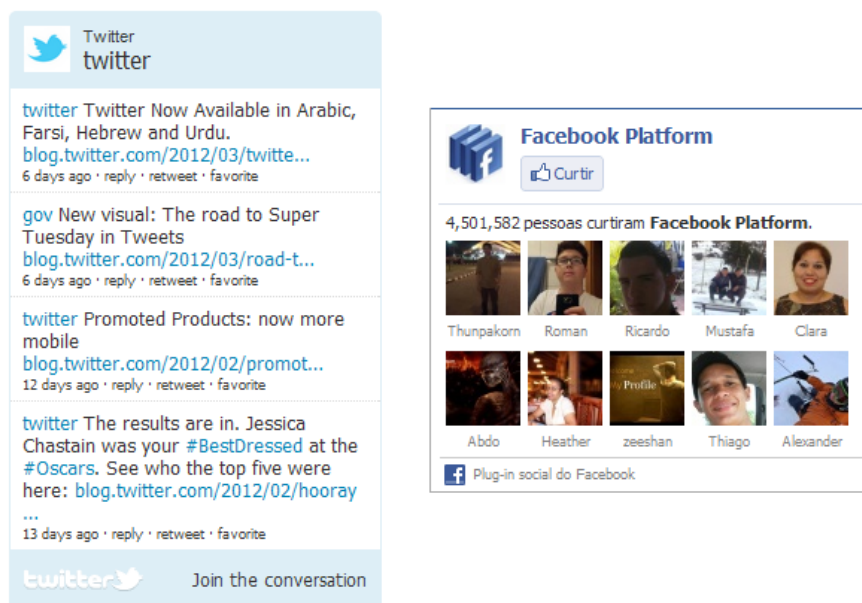 Twitter
twitter
twitter Twitter Now Available in Arabic,
Farsi, Hebrew and Urdu.
blog.twitter.com/2012/03/twitte...
6 days ago · reply · retweet · favorite
gov New visual: The road to Super
Tuesday in Tweets
blog.twitter.com/2012/03/road-t...
6 days ago · reply · retweet · favorite
twitter Promoted Products: now more
mobile
blog.twitter.com/2012/02/promot...
12 days ago · reply · retweet · favorite
twitter The results are in. Jessica
Chastain was your #BestDressed at the
#Oscars. See who the top five were
here: blog.twitter.com/2012/02/hooray
...
13 days ago · reply · retweet · favorite
twitter
Join the conversation
Facebook Platform
Curtir
4,501,582 pessoas curtiram Facebook Platform.
Thunpakorn Roman Ricardo Mustafa Clara
Profile
Abdo Heather zeeshan Thiago Alexander
f Plug-in social do Facebook